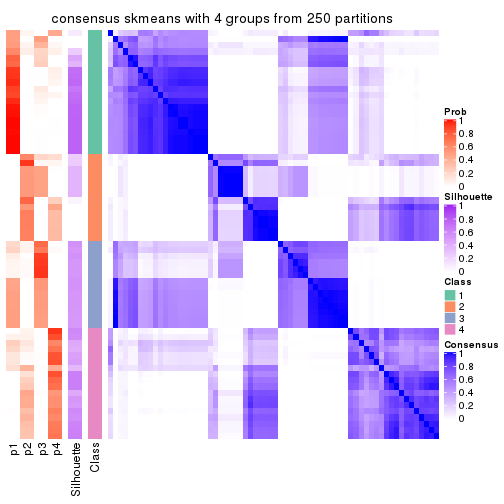 consensus skmeans with 4 groups from 250 partitions
p1
p2
p3
p4
Silhouette
Class
Prob
1
0.8
0.6
0.4
0.2
0
Silhouette
1
0.8
0.6
0.4
0.2
0
Class
1
2
3
4
Consensus
1
0.8
0.6
0.4
0.2
0